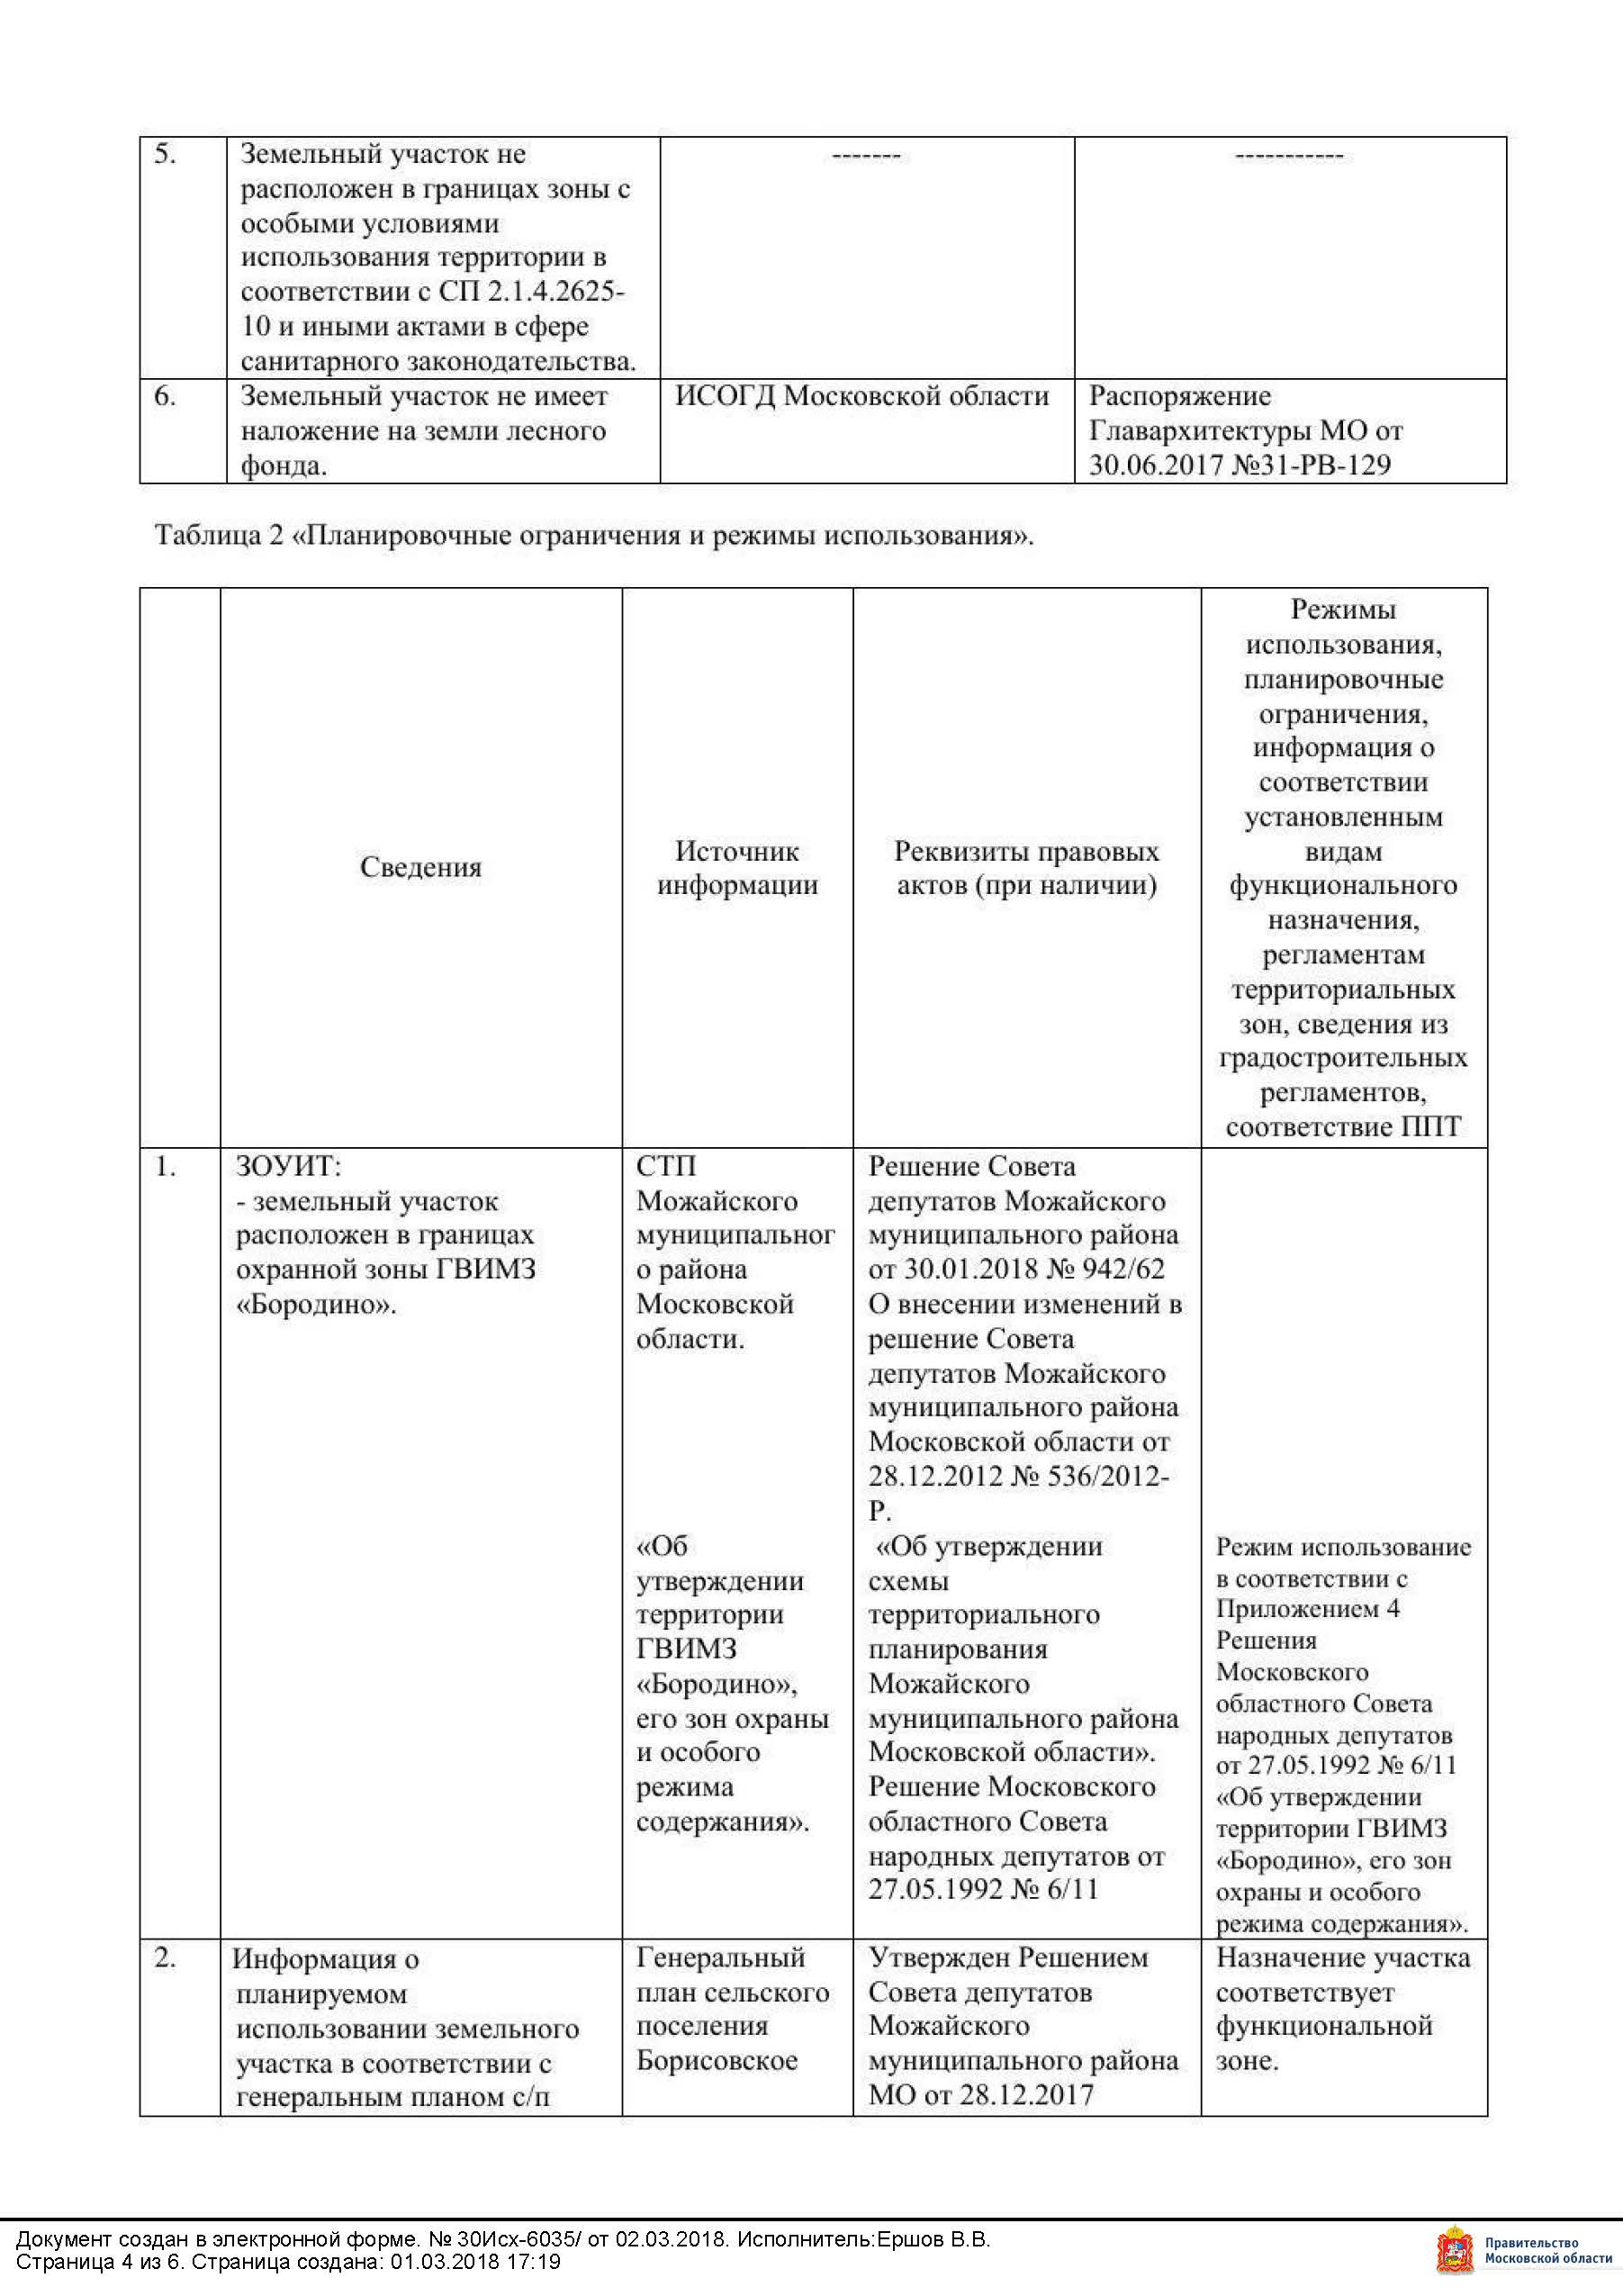 5.
Земельный участок не
расположен в границах зоны с
особыми условиями
использования территории в
соответствии с СП 2.1.4.2625-
10 и иными актами в сфере
санитарного законодательства.
-------
-----------
6.
Земельный участок не имеет
наложение на земли лесного
фонда.
ИСОГД Московской области
Распоряжение
Главархитектуры МО от
30.06.2017 №31-РВ-129
Таблица 2 «Планировочные ограничения и режимы использования».
Сведения
Источник
информации
Реквизиты правовых
актов (при наличии)
Режимы
использования,
планировочные
ограничения,
информация о
соответствии
установленным
видам
функционального
назначения,
регламентам
территориальных
зон, сведения из
градостроительных
регламентов,
соответствие ППТ
1.
ЗОУИТ:
- земельный участок
расположен в границах
охранной зоны ГВИМЗ
«Бородино».
СТП
Можайского
муниципальног
о района
Московской
области.
«Об
утверждении
территории
ГВИМЗ
«Бородино»,
его зон охраны
и особого
режима
содержания».
Решение Совета
депутатов Можайского
муниципального района
от 30.01.2018 № 942/62
О внесении изменений в
решение Совета
депутатов Можайского
муниципального района
Московской области от
28.12.2012 № 536/2012-
Р.
«Об утверждении
схемы
территориального
планирования
Можайского
муниципального района
Московской области».
Решение Московского
областного Совета
народных депутатов от
27.05.1992 № 6/11
Режим использование
в соответствии с
Приложением 4
Решения
Московского
областного Совета
народных депутатов
от 27.05.1992 № 6/11
«Об утверждении
территории ГВИМЗ
«Бородино», его зон
охраны и особого
режима содержания».
2.
Информация о
планируемом
использовании земельного
участка в соответствии с
генеральным планом с/п
Генеральный
план сельского
поселения
Борисовское
Утвержден Решением
Совета депутатов
Можайского
муниципального района
МО от 28.12.2017
Назначение участка
соответствует
функциональной
зоне.
Документ создан в электронной форме. № 30Исх-6035/ от 02.03.2018. Исполнитель:Ершов В.В.
Страница 4 из 6. Страница создана: 01.03.2018 17:19
Правительство
Московской области